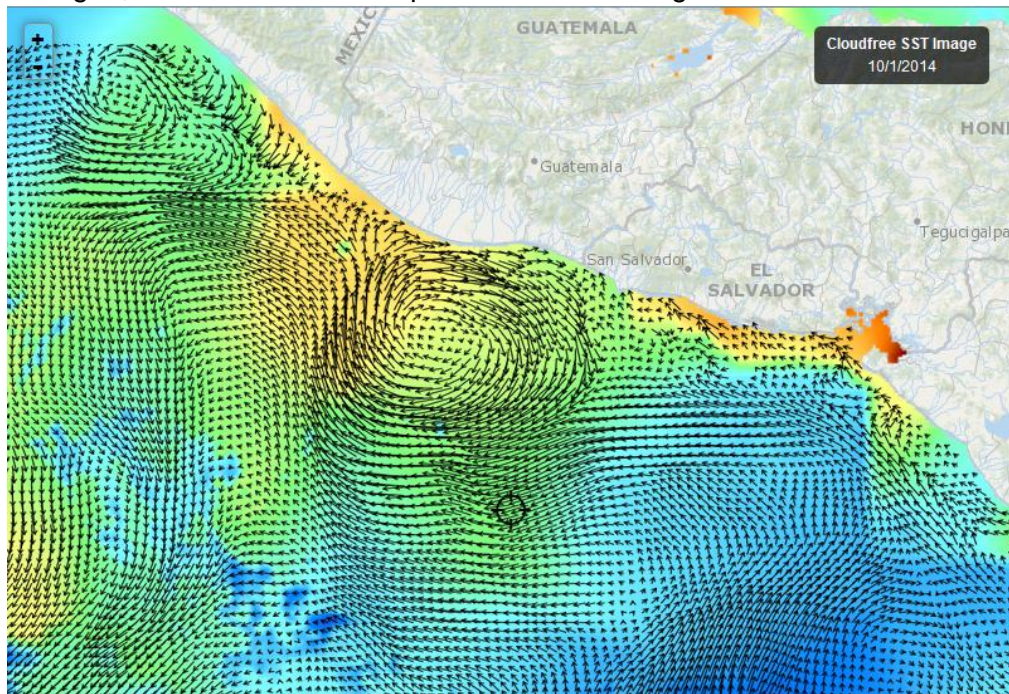 +
-
MEXIC
GUATEMALA
Cloudfree SST Image
10/1/2014
HON
Guatemala
Tegucigalpa
San Salvador
EL
SALVADOR